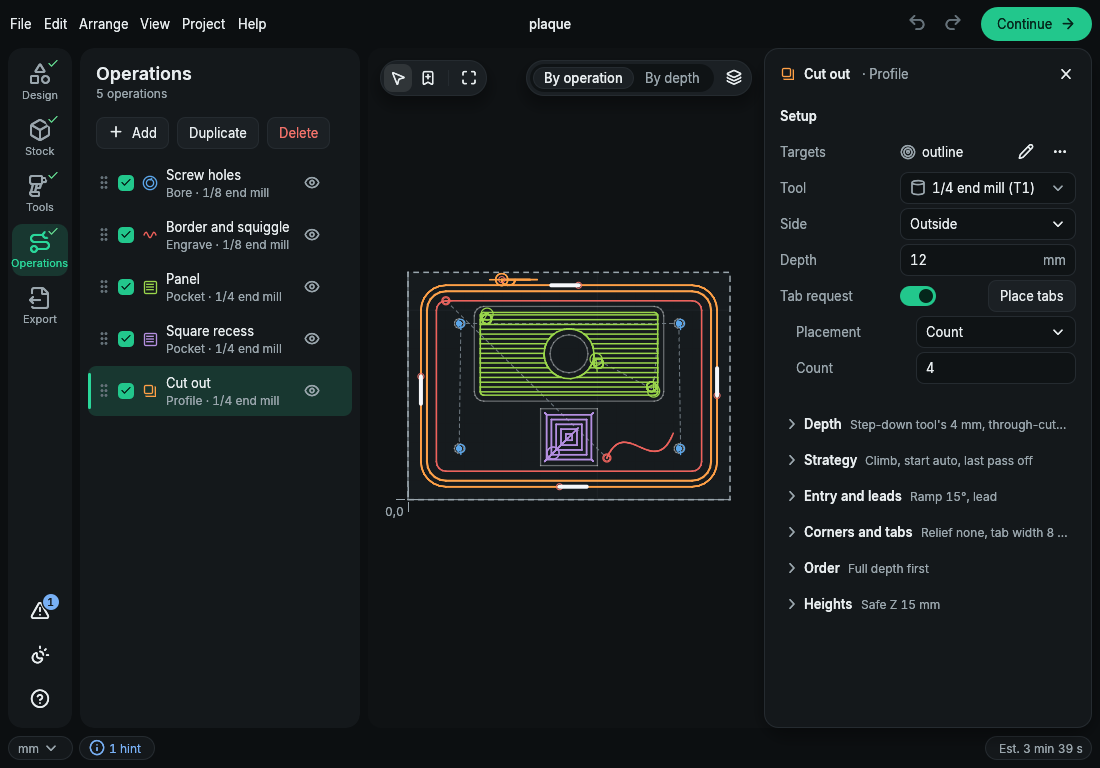 File Edit Arrange View Project Help
plaque
Continue
Design
Stock
Tools
Operations
Export
1
Operations
5 operations
Add
Duplicate
Delete
Screw holes
Bore · 1/8 end mill
Border and squiggle
Engrave · 1/8 end mill
Panel
Pocket · 1/4 end mill
Square recess
Pocket · 1/4 end mill
Cut out
Profile · 1/4 end mill
By operation
By depth
0,0
Cut out · Profile
Setup
Targets
outline
Tool
1/4 end mill (T1)
Side
Outside
Depth
12 mm
Tab request
Place tabs
Placement
Count
Count
4
Depth Step-down tool's 4 mm, through-cut...
Strategy Climb, start auto, last pass off
Entry and leads Ramp 15°, lead
Corners and tabs Relief none, tab width 8 ...
Order Full depth first
Heights Safe Z 15 mm
mm
1 hint
Est. 3 min 39 s